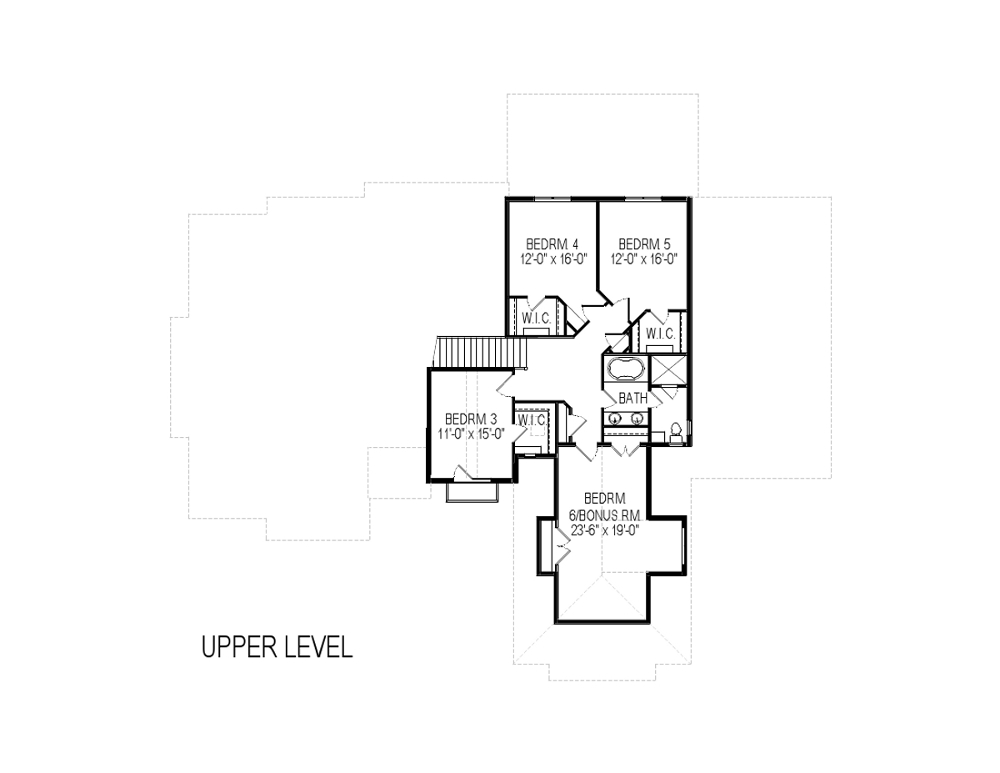 BEDRM. 4
12'-0" x 16'-0"
BEDRM. 5
12'-0" x 16'-0"
W.I.C.
W.I.C.
BATH
BEDRM. 3
11'-0" x 15'-0"
W.I.C.
BEDRM.
6/BONUS RM.
23'-6" x 19'-0"
UPPER LEVEL